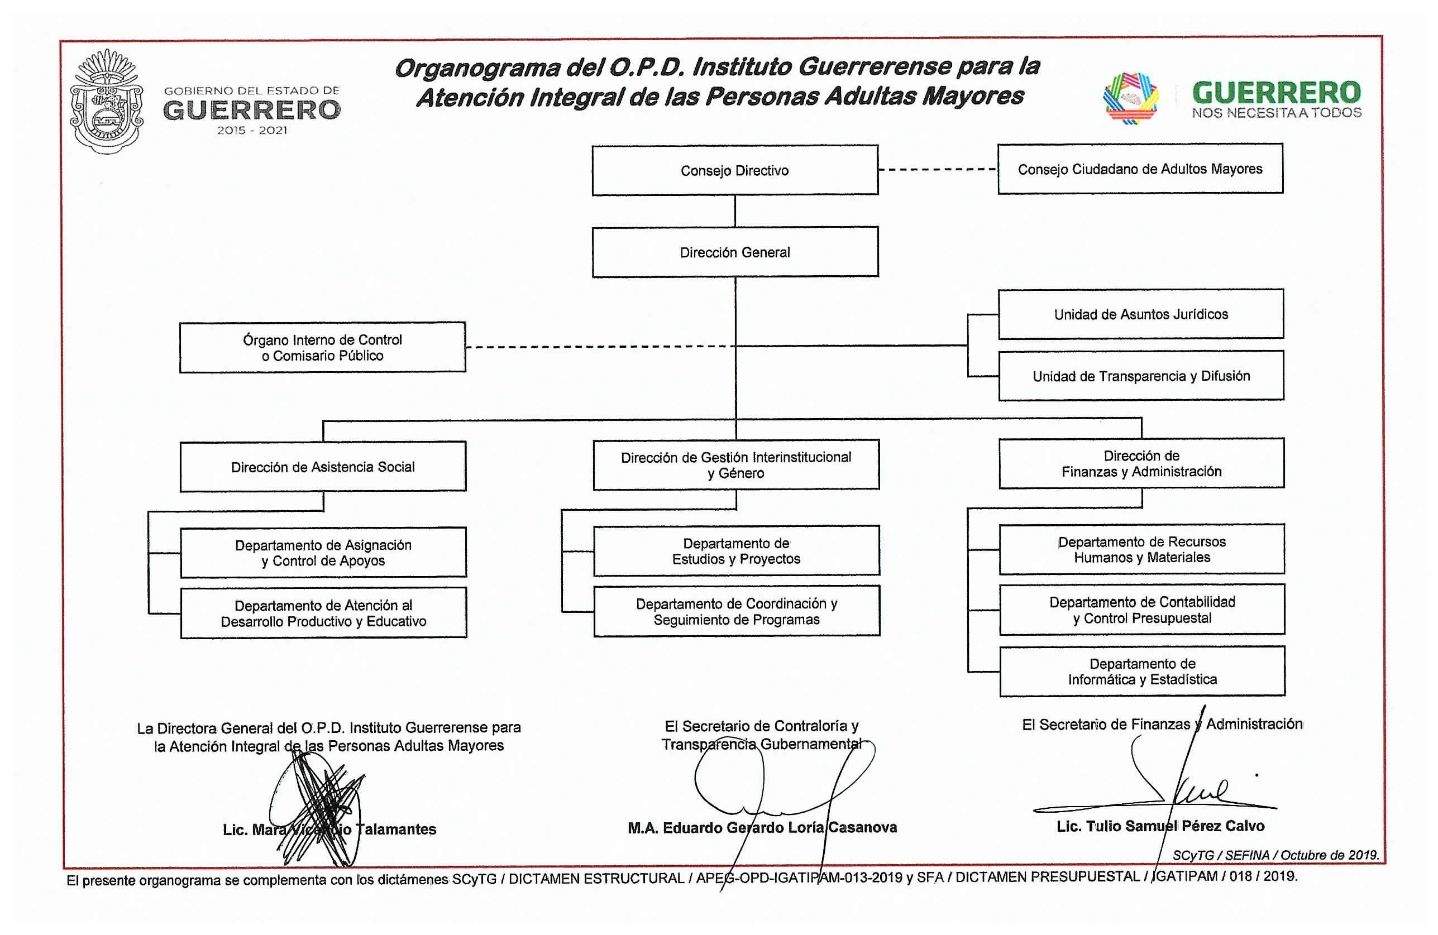 Organograma del O.P.D. Instituto Guerrerense para la
Atención Integral de las Personas Adultas Mayores
GOBIERNO DEL ESTADO DE
GUERRERO
2015 - 2021
GUERRERO
NOS NECESITA A TODOS
Consejo Directivo
Consejo Ciudadano de Adultos Mayores
Dirección General
Unidad de Asuntos Jurídicos
Órgano Interno de Control
o Comisario Público
Unidad de Transparencia y Difusión
Dirección de Asistencia Social
Dirección de Gestión Interinstitucional
y Género
Dirección de
Finanzas y Administración
Departamento de Asignación
y Control de Apoyos
Departamento de
Estudios y Proyectos
Departamento de Recursos
Humanos y Materiales
Departamento de Atención al
Desarrollo Productivo y Educativo
Departamento de Coordinación y
Seguimiento de Programas
Departamento de Contabilidad
y Control Presupuestal
Departamento de
Informática y Estadística
La Directora General del O.P.D. Instituto Guerrerense para
la Atención Integral de las Personas Adultas Mayores
Lic. Talamantes
El Secretario de Contraloría y
Transparencia Gubernamental
M.A. Eduardo Gerardo Loría Casanova
El Secretario de Finanzas y Administración
Lic. Tulio Samuel Pérez Calvo
SCyTG / SEFINA / Octubre de 2019.
El presente organograma se complementa con los dictámenes SCyTG / DICTAMEN ESTRUCTURAL / APEG-OPD-IGATIPAM-013-2019 y SFA / DICTAMEN PRESUPUESTAL / IGATIPAM / 018 / 2019.